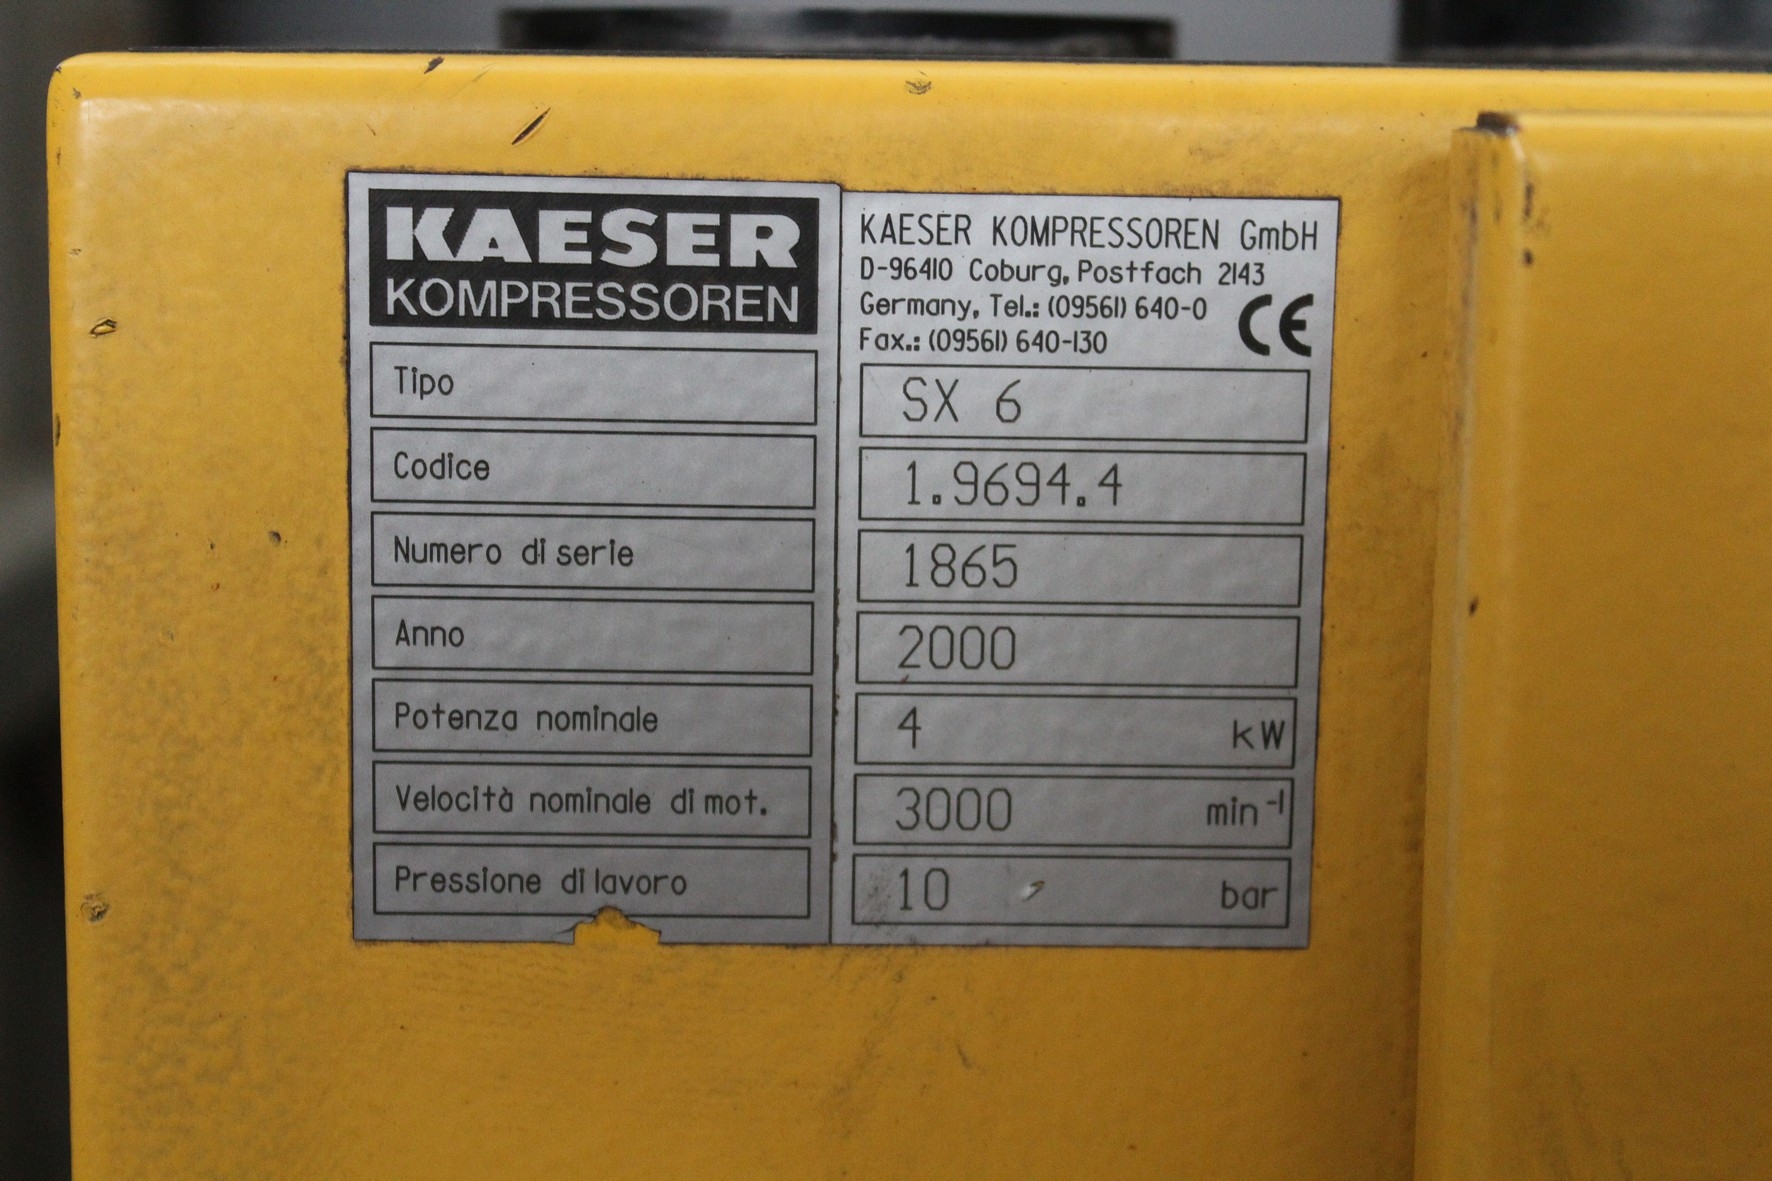 KAESER
KOMPRESSOREN
KAESER KOMPRESSOREN GmbH
D-96410 Coburg, Postfach 2143
Germany, Tel.: (09561) 640-0
Fax.: (09561) 640-130
CE
Tipo SX 6
Codice 1.9694.4
Numero di serie 1865
Anno 2000
Potenza nominale 4 kW
Velocità nominale di mot. 3000 min⁻¹
Pressione di lavoro 10 bar